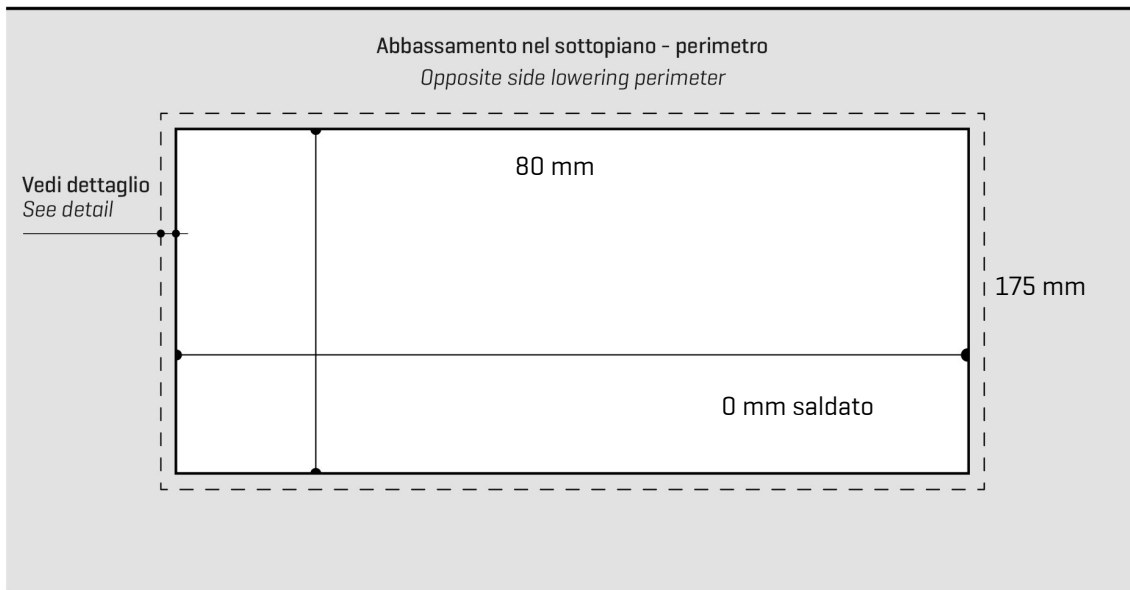 Abbassamento nel sottopiano - perimetro
Opposite side lowering perimeter
80 mm
Vedi dettaglio
See detail
175 mm
0 mm saldato